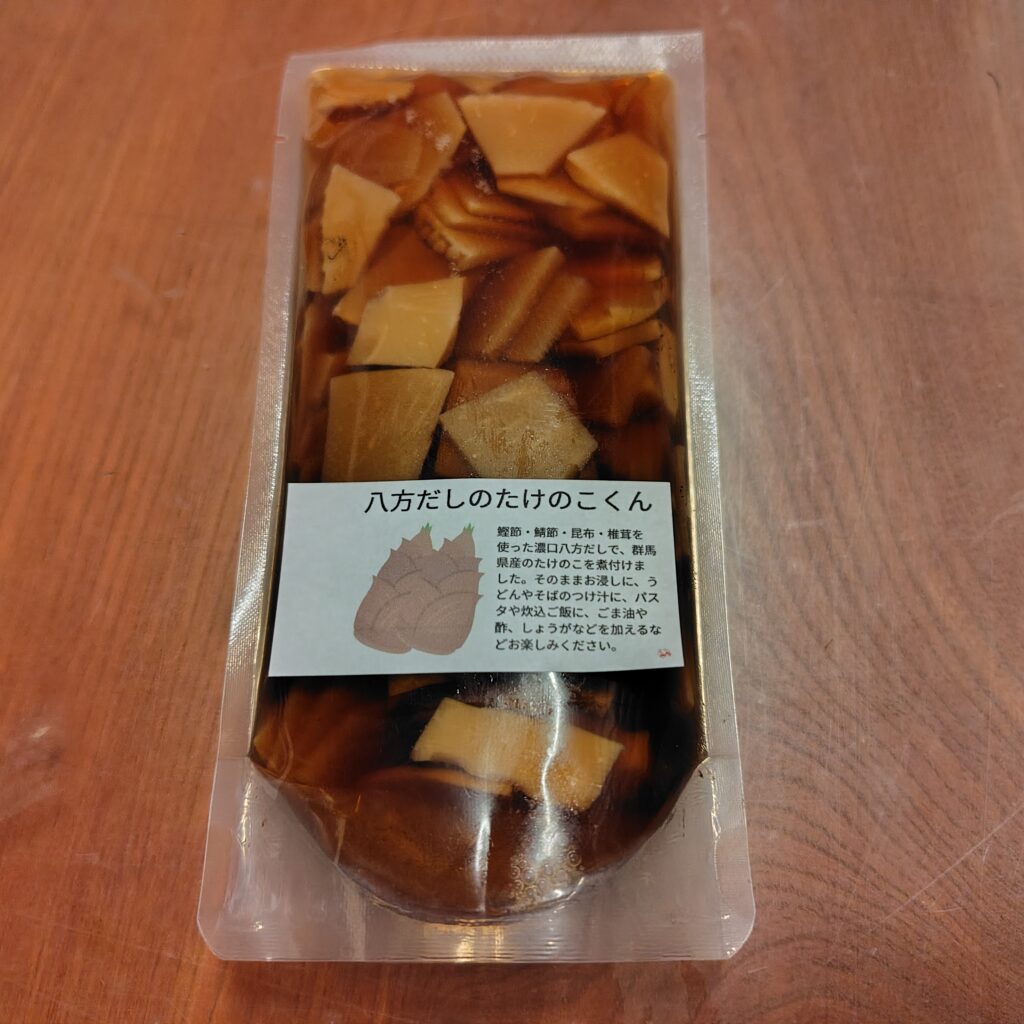 八方だしのたけのこくん
鰹節・鯖節・昆布・椎茸を
使った濃口八方だしで、群馬
県産のたけのこを煮付けま
した。そのままお浸しに、う
どんやそばのつけ汁に、パス
タや炊込ご飯に、ごま油や
酢、しょうがなどを加えるな
どお楽しみください。